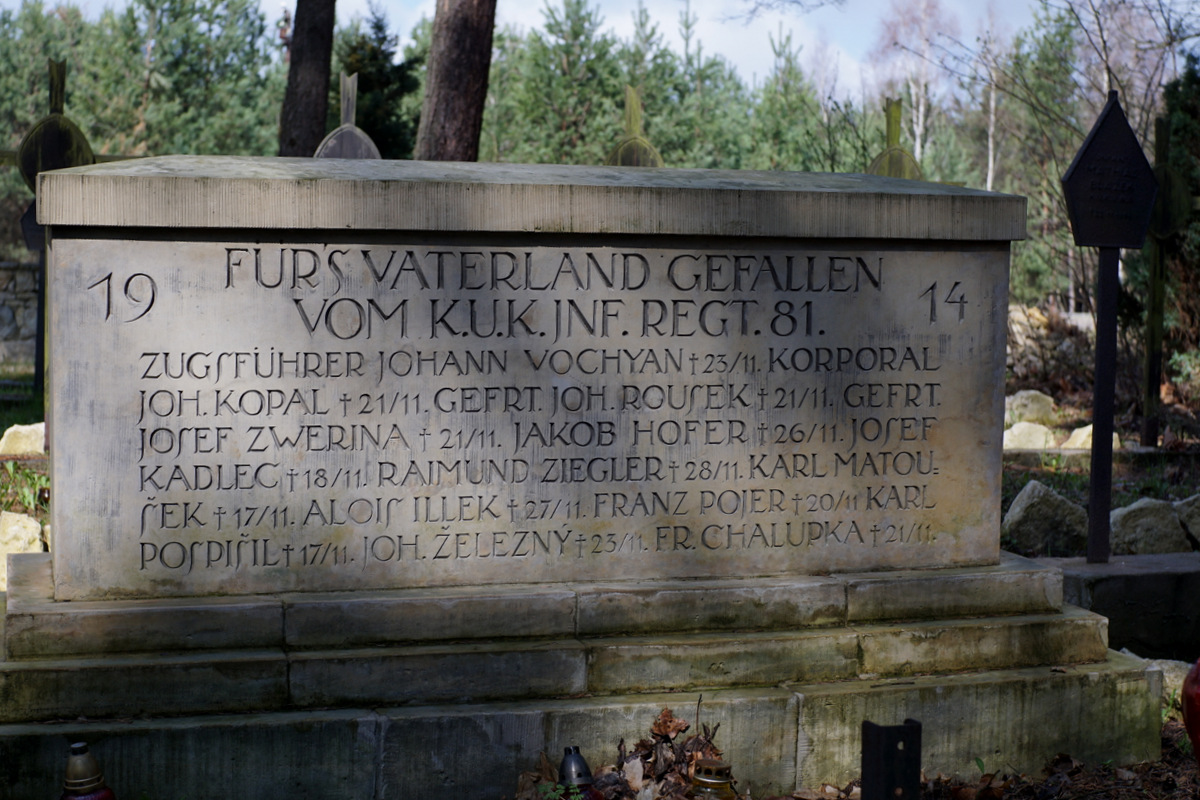 19 FÜR'S VATERLAND GEFALLEN 14
VOM K.U.K. JNF. REGT. 81.
ZUGSFÜHRER JOHANN VOCHYAN † 23/11. KORPORAL
JOH. KOPAL † 21/11. GEFRT. JOH. ROUSEK † 21/11. GEFRT.
JOSEF ZWERINA † 21/11. JAKOB HOFER † 26/11. JOSEF
KADLEC † 18/11. RAIMUND ZIEGLER † 28/11. KARL MATOU=
ŠEK † 17/11. ALOIS ILLEK † 27/11. FRANZ POJER † 20/11 KARL
POSPIŠIL † 17/11. JOH. ŽELEZNÝ † 23/11. FR. CHALUPKA † 21/11.